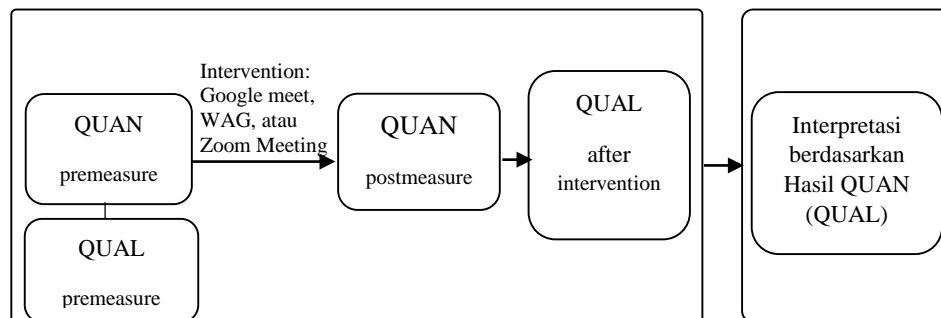 Intervention:
Google meet,
WAG, atau
Zoom Meeting
QUAN
premeasure
QUAL
premeasure
QUAN
postmeasure
QUAL
after
intervention
Interpretasi
berdasarkan
Hasil QUAN
(QUAL)